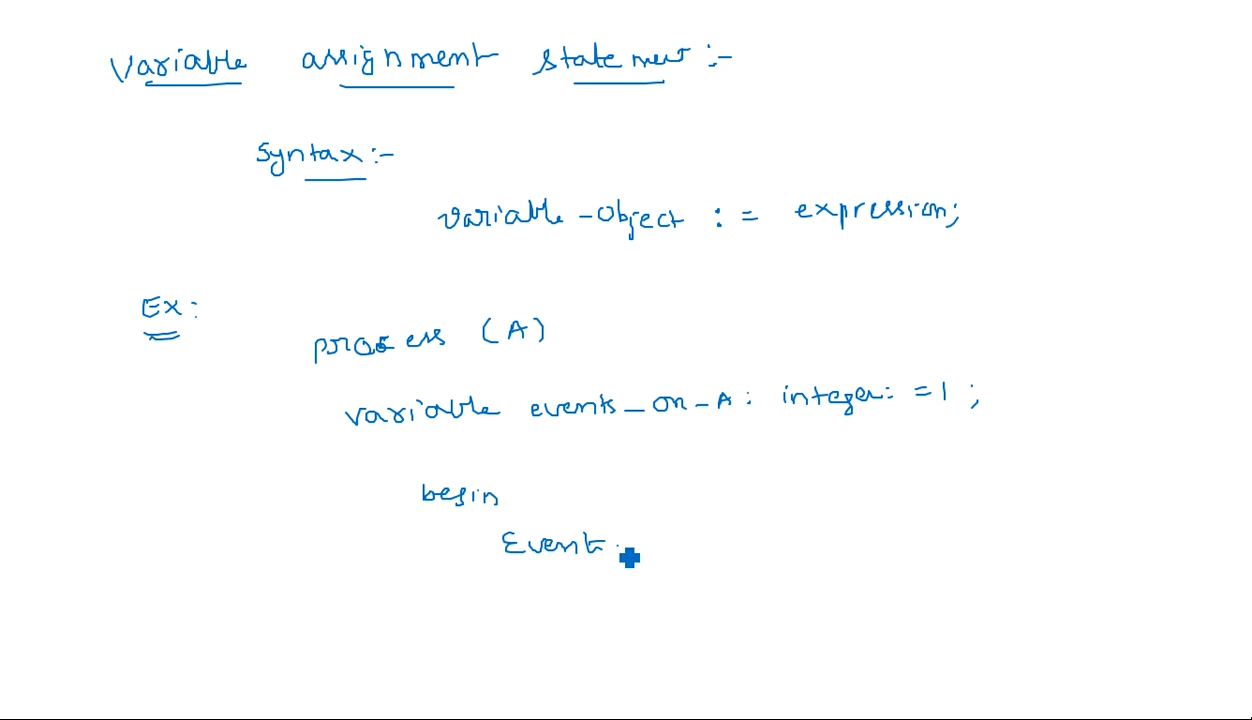 Variable assignment statement :-
Syntax :-
variable-object := expression;
Ex:
process (A)
variable events_on_A : integer := 1 ;
begin
Event